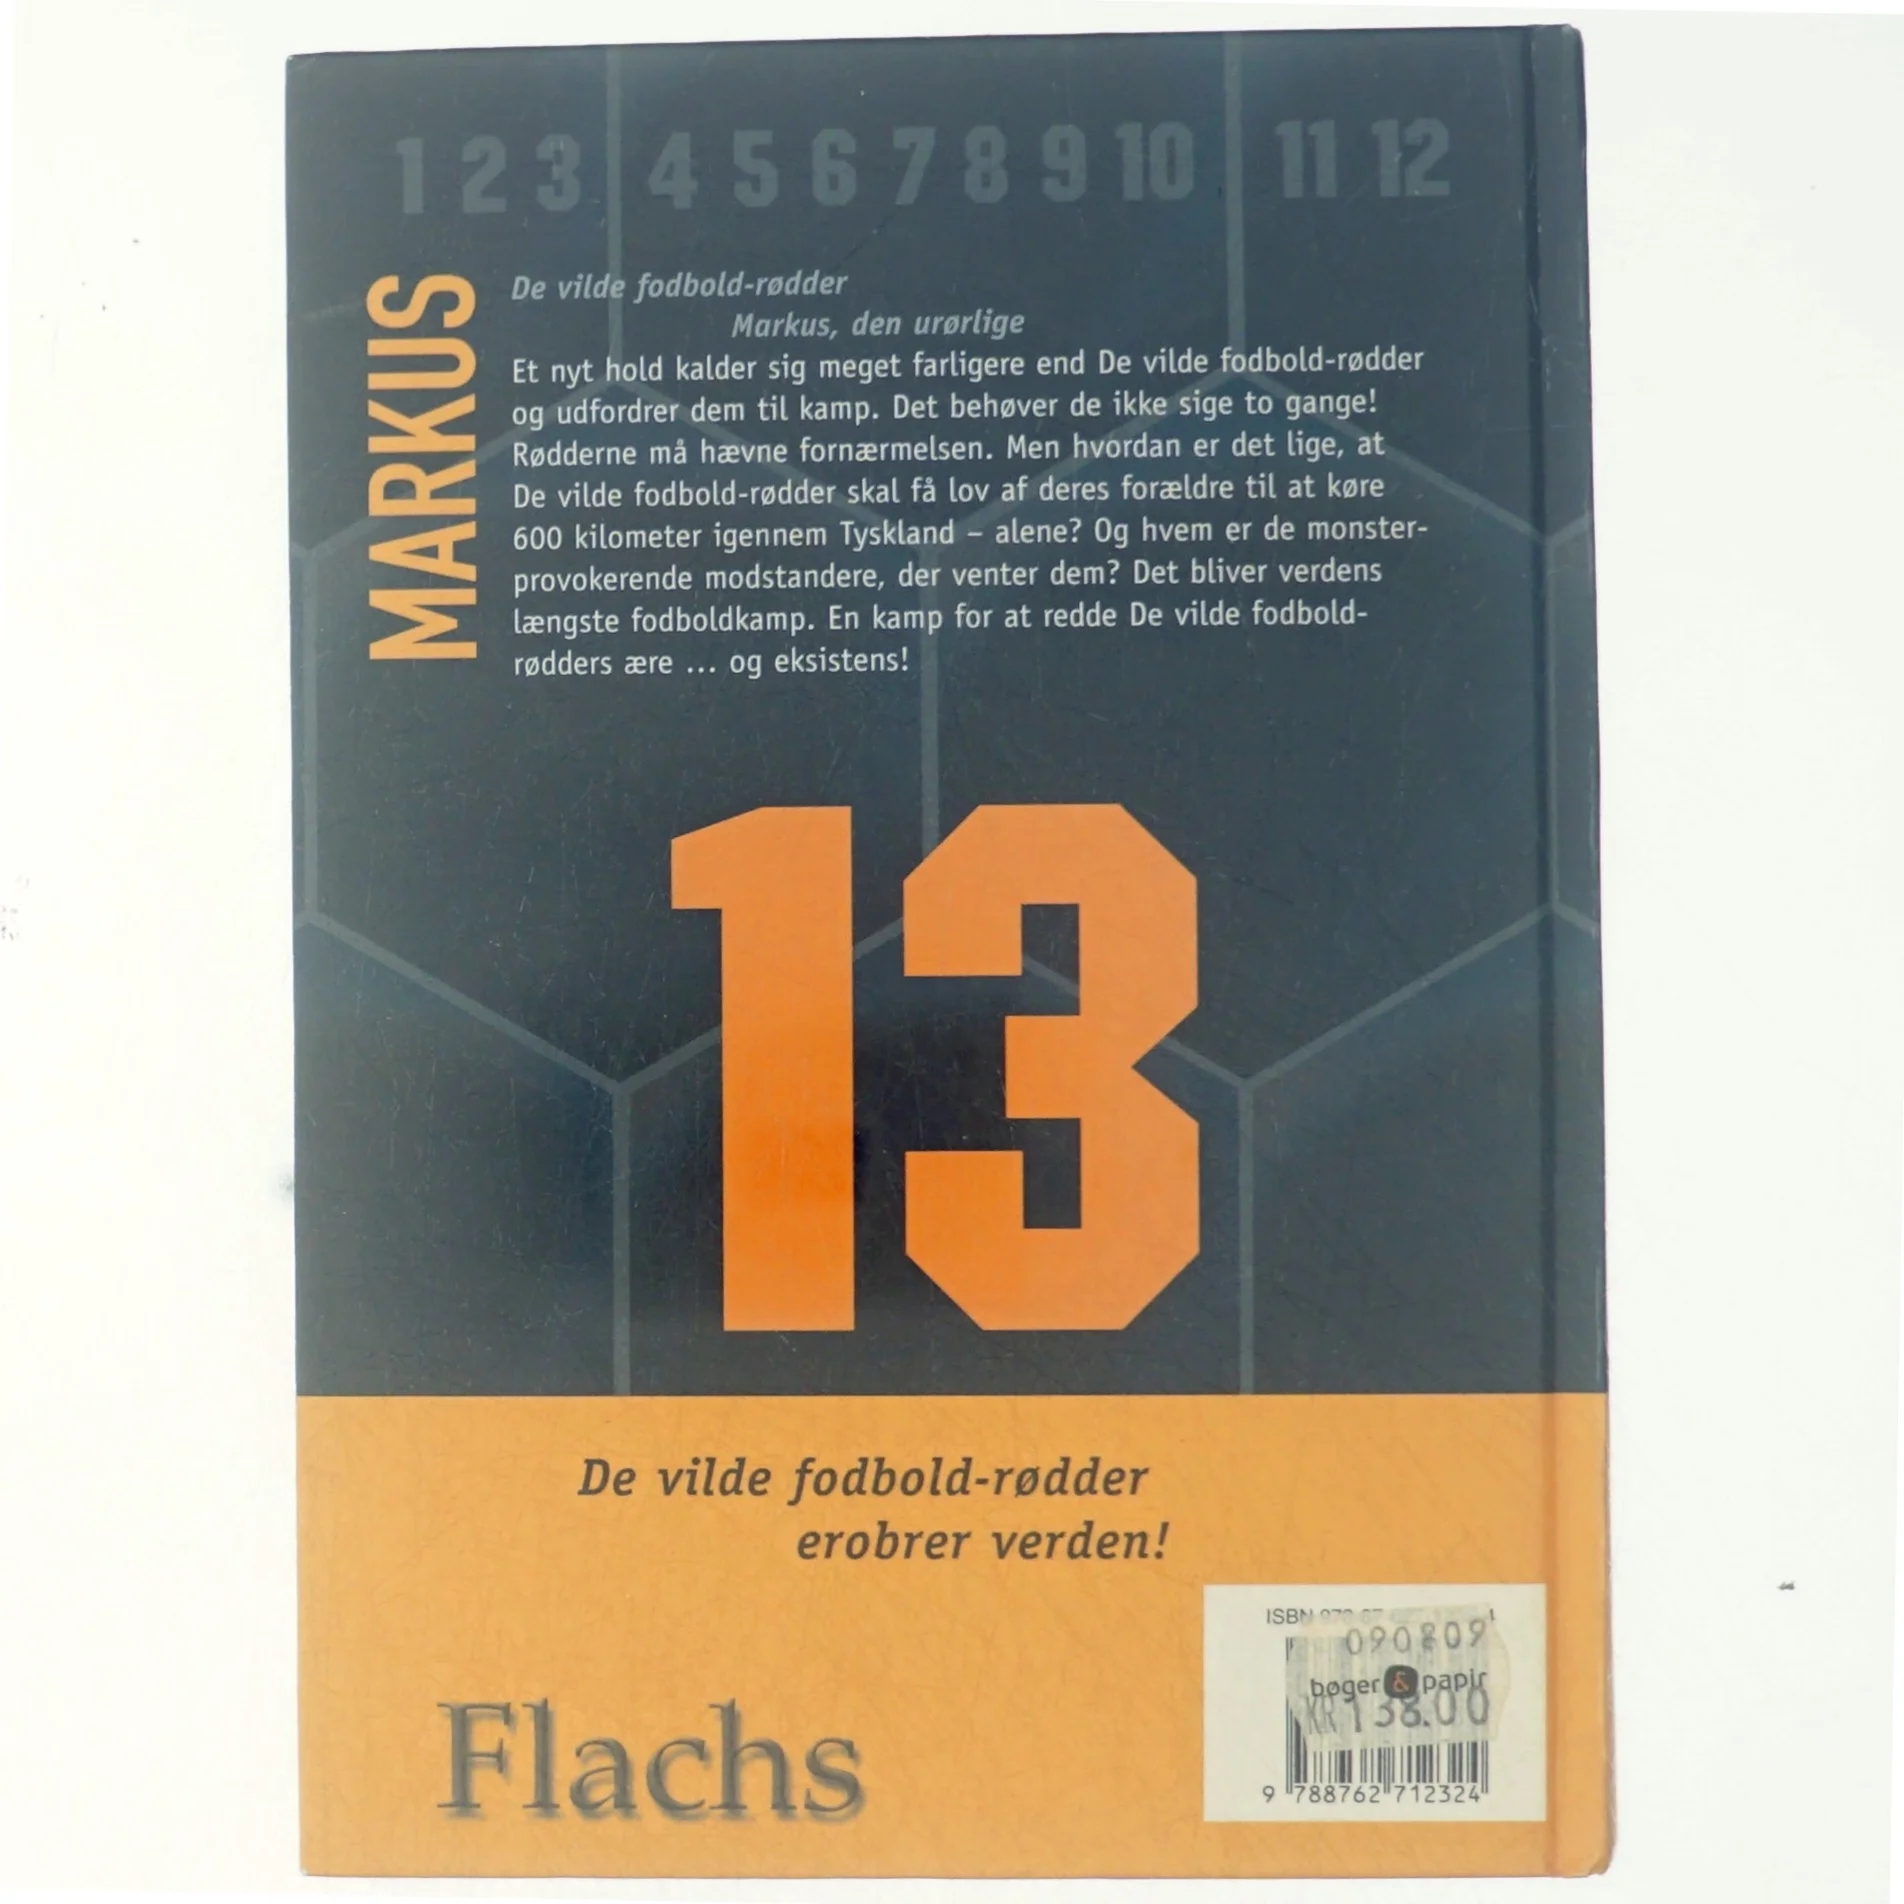 1 2 3 4 5 6 7 8 9 10 11 12
MARKUS
De vilde fodbold-rødder
Markus, den urørlige
Et nyt hold kalder sig meget farligere end De vilde fodbold-rødder
og udfordrer dem til kamp. Det behøver de ikke sige to gange!
Rødderne må hævne fornærmelsen. Men hvordan er det lige, at
De vilde fodbold-rødder skal få lov af deres forældre til at køre
600 kilometer igennem Tyskland – alene? Og hvem er de monster-
provokerende modstandere, der venter dem? Det bliver verdens
længste fodboldkamp. En kamp for at redde De vilde fodbold-
rødders ære ... og eksistens!
13
De vilde fodbold-rødder
erobrer verden!
Flachs
ISBN
090809
bøger & papir
KR 138.00
9 788762 712324